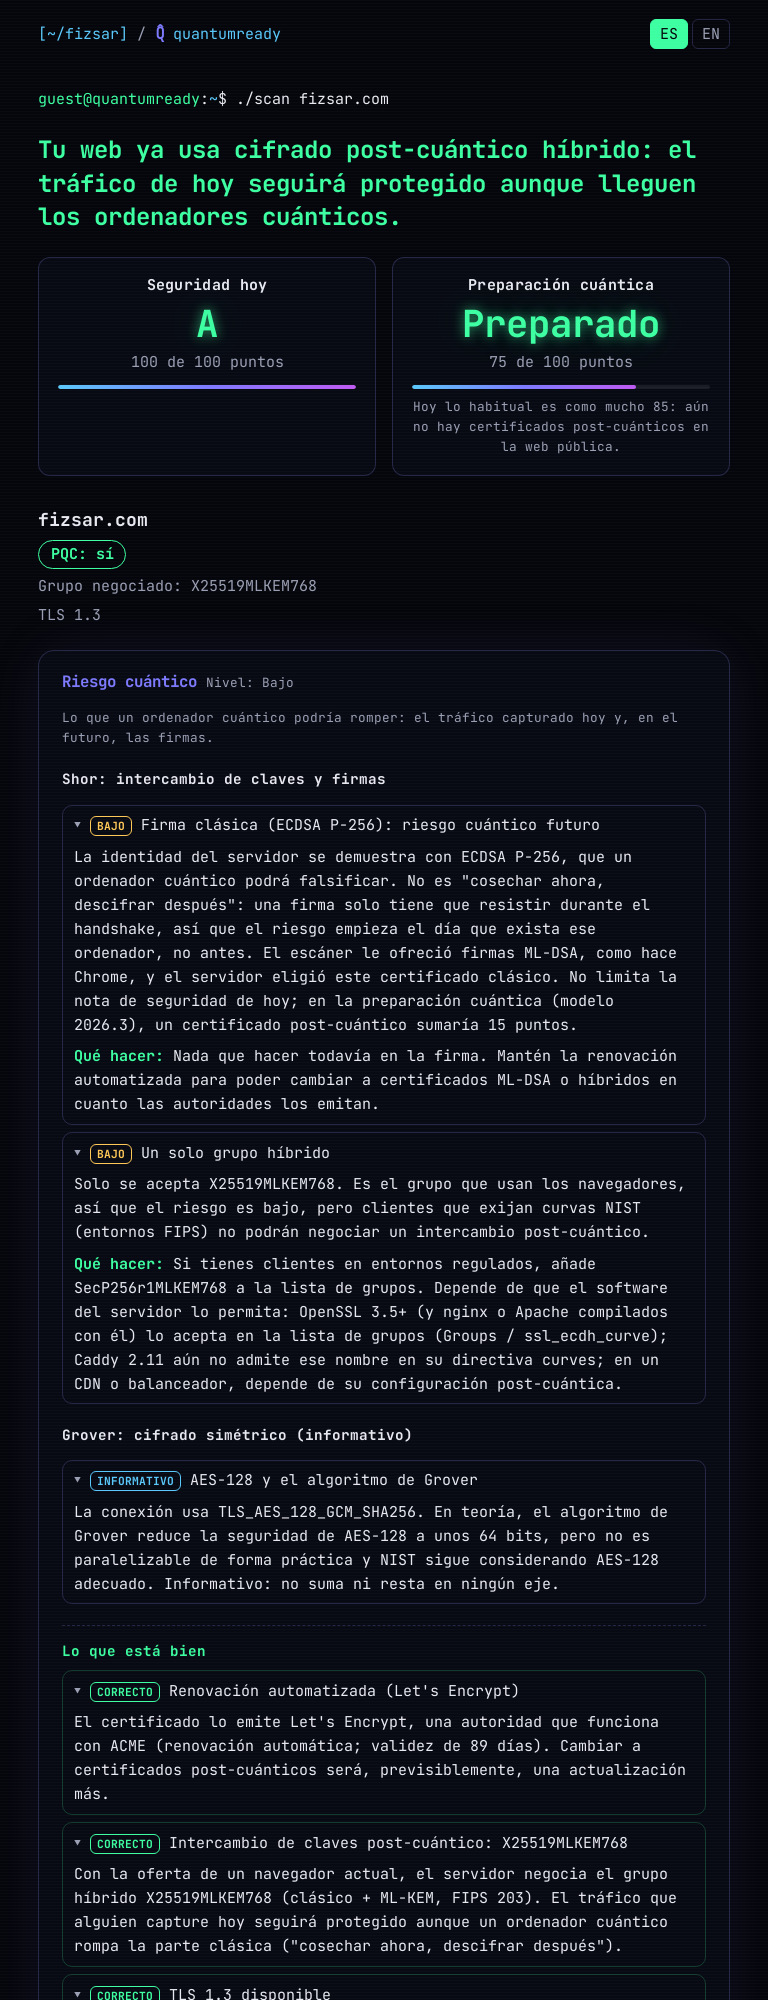 [~/fizsar] / Q̂ quantumready
ES EN
guest@quantumready:~$ ./scan fizsar.com
Tu web ya usa cifrado post-cuántico híbrido: el
tráfico de hoy seguirá protegido aunque lleguen
los ordenadores cuánticos.
Seguridad hoy
A
100 de 100 puntos
Preparación cuántica
Preparado
75 de 100 puntos
Hoy lo habitual es como mucho 85: aún
no hay certificados post-cuánticos en
la web pública.
fizsar.com
PQC: sí
Grupo negociado: X25519MLKEM768
TLS 1.3
Riesgo cuántico Nivel: Bajo
Lo que un ordenador cuántico podría romper: el tráfico capturado hoy y, en el
futuro, las firmas.
Shor: intercambio de claves y firmas
▼ BAJO Firma clásica (ECDSA P-256): riesgo cuántico futuro
La identidad del servidor se demuestra con ECDSA P-256, que un
ordenador cuántico podrá falsificar. No es "cosechar ahora,
descifrar después": una firma solo tiene que resistir durante el
handshake, así que el riesgo empieza el día que exista ese
ordenador, no antes. El escáner le ofreció firmas ML-DSA, como hace
Chrome, y el servidor eligió este certificado clásico. No limita la
nota de seguridad de hoy; en la preparación cuántica (modelo
2026.3), un certificado post-cuántico sumaría 15 puntos.
Qué hacer: Nada que hacer todavía en la firma. Mantén la renovación
automatizada para poder cambiar a certificados ML-DSA o híbridos en
cuanto las autoridades los emitan.
▼ BAJO Un solo grupo híbrido
Solo se acepta X25519MLKEM768. Es el grupo que usan los navegadores,
así que el riesgo es bajo, pero clientes que exijan curvas NIST
(entornos FIPS) no podrán negociar un intercambio post-cuántico.
Qué hacer: Si tienes clientes en entornos regulados, añade
SecP256r1MLKEM768 a la lista de grupos. Depende de que el software
del servidor lo permita: OpenSSL 3.5+ (y nginx o Apache compilados
con él) lo acepta en la lista de grupos (Groups / ssl_ecdh_curve);
Caddy 2.11 aún no admite ese nombre en su directiva curves; en un
CDN o balanceador, depende de su configuración post-cuántica.
Grover: cifrado simétrico (informativo)
▼ INFORMATIVO AES-128 y el algoritmo de Grover
La conexión usa TLS_AES_128_GCM_SHA256. En teoría, el algoritmo de
Grover reduce la seguridad de AES-128 a unos 64 bits, pero no es
paralelizable de forma práctica y NIST sigue considerando AES-128
adecuado. Informativo: no suma ni resta en ningún eje.
Lo que está bien
▼ CORRECTO Renovación automatizada (Let's Encrypt)
El certificado lo emite Let's Encrypt, una autoridad que funciona
con ACME (renovación automática; validez de 89 días). Cambiar a
certificados post-cuánticos será, previsiblemente, una actualización
más.
▼ CORRECTO Intercambio de claves post-cuántico: X25519MLKEM768
Con la oferta de un navegador actual, el servidor negocia el grupo
híbrido X25519MLKEM768 (clásico + ML-KEM, FIPS 203). El tráfico que
alguien capture hoy seguirá protegido aunque un ordenador cuántico
rompa la parte clásica ("cosechar ahora, descifrar después").
▼ CORRECTO TLS 1.3 disponible